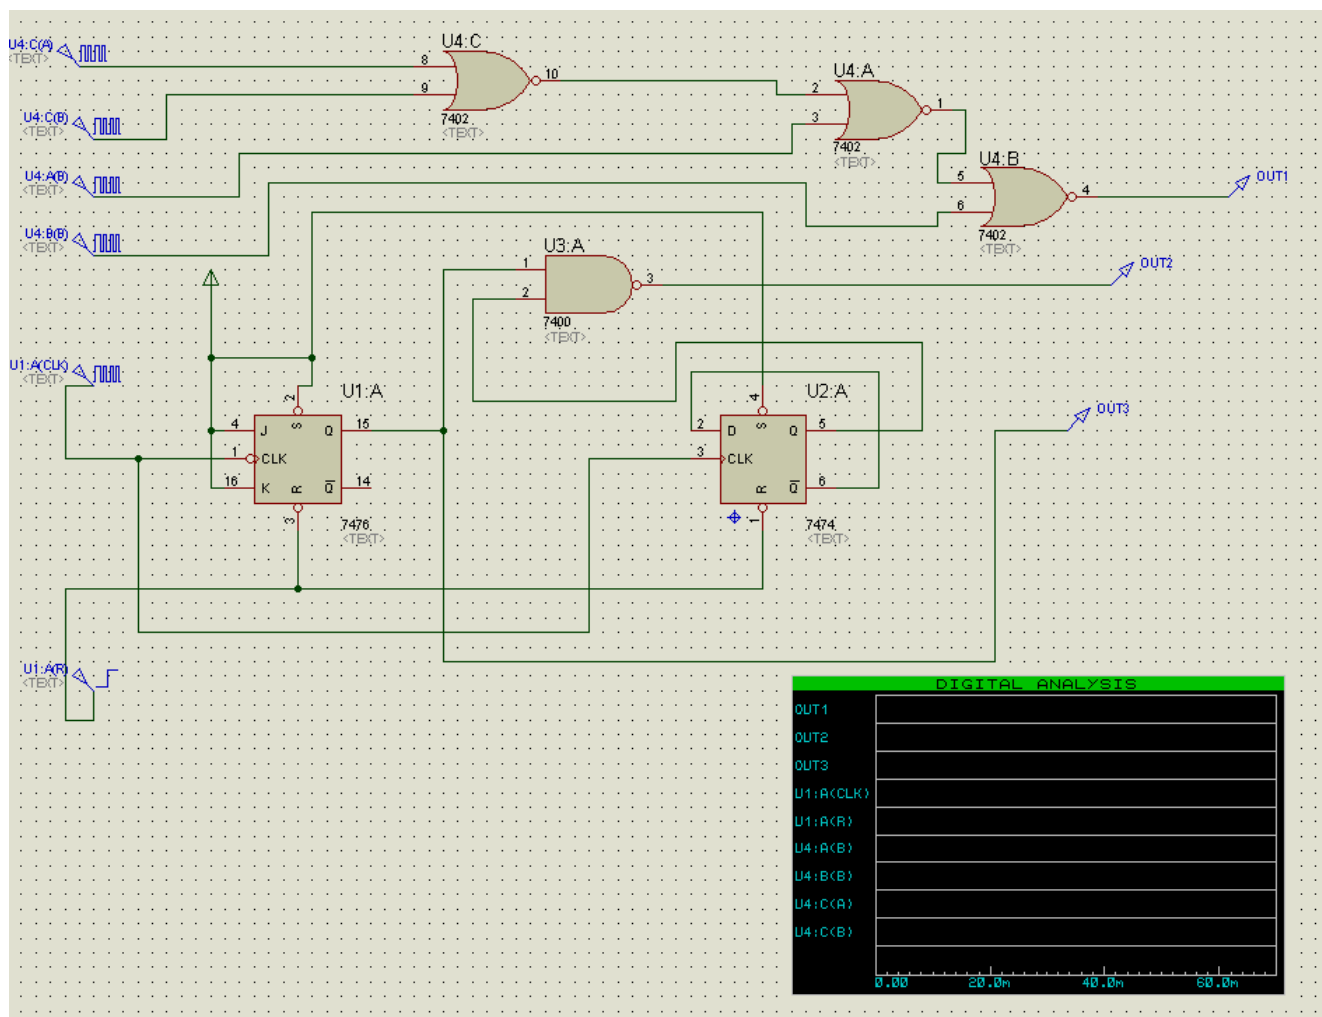 U4:C(A)
<TEXT>
U4:C
8
9
10
7402
<TEXT>
U4:C(B)
<TEXT>
U4:A
2
3
1
7402
<TEXT>
U4:A(B)
<TEXT>
U4:B
5
6
4
7402
<TEXT>
OUT1
U4:B(B)
<TEXT>
U3:A
1
2
3
7400
<TEXT>
OUT2
U1:A(CLK)
<TEXT>
U1:A
2
S
4 J Q 15
1 CLK
16 K R Q 14
3
7476
<TEXT>
U2:A
4
S
2 D Q 5
3 CLK
R Q 6
1
7474
<TEXT>
OUT3
U1:A(R)
<TEXT>
DIGITAL ANALYSIS
OUT1
OUT2
OUT3
U1:A(CLK)
U1:A(R)
U4:A(B)
U4:B(B)
U4:C(A)
U4:C(B)
0.00 20.0m 40.0m 60.0m